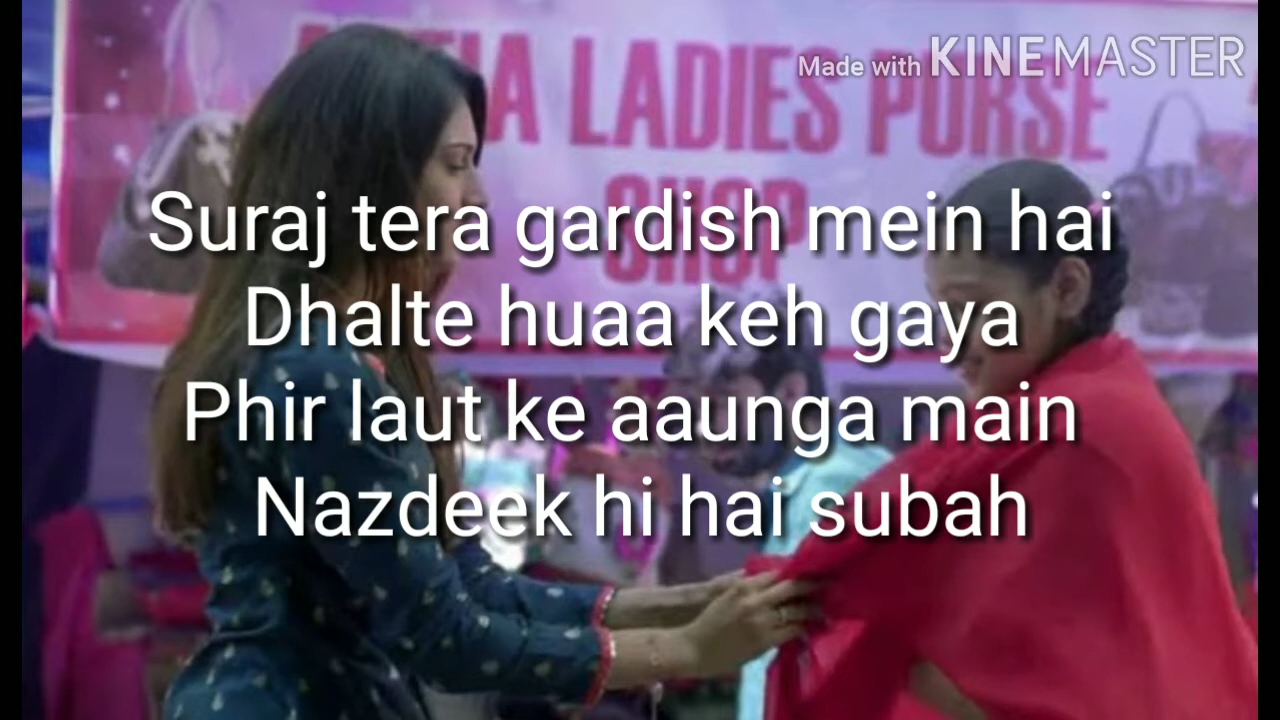 Made with KINEMASTER
LADIES PURSE
SHOP
Suraj tera gardish mein hai
Dhalte huaa keh gaya
Phir laut ke aaunga main
Nazdeek hi hai subah